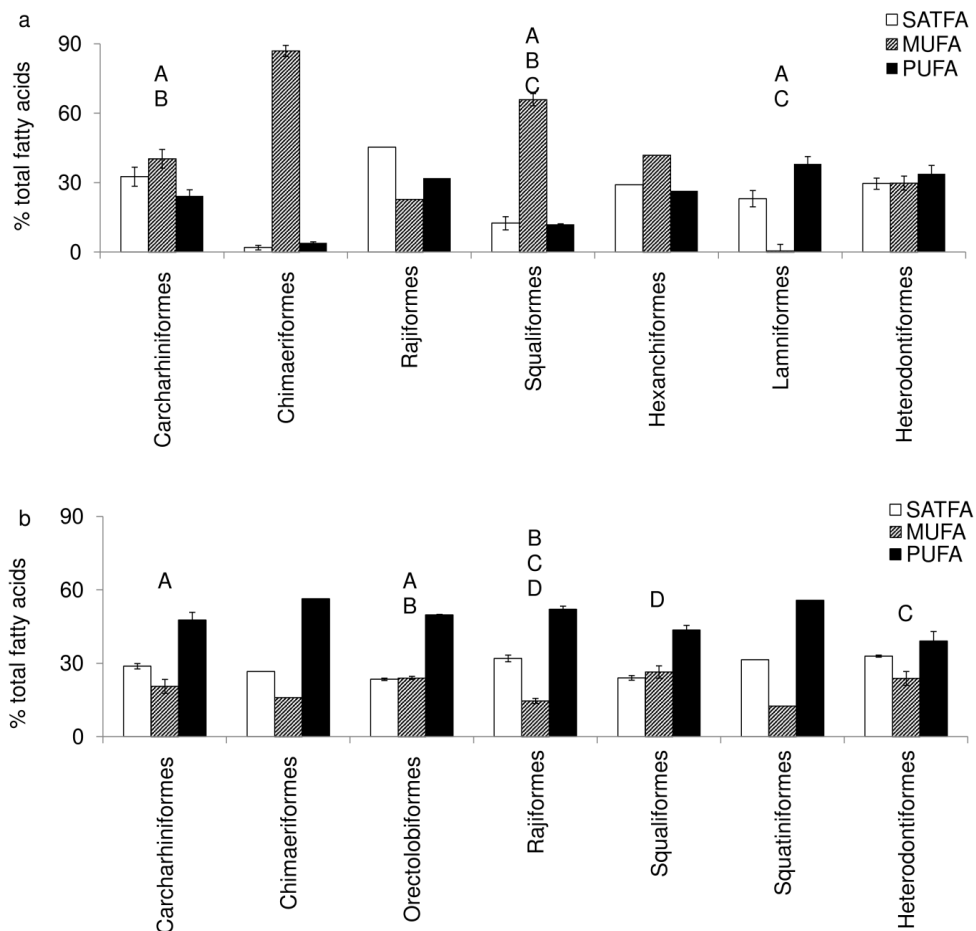 a
SATFA
MUFA
PUFA
% total fatty acids
90
60
30
0
A
B
A
B
C
A
C
Carcharhiniformes
Chimaeriformes
Rajiformes
Squaliformes
Hexanchiformes
Lamniformes
Heterodontiformes
b
SATFA
MUFA
PUFA
% total fatty acids
90
60
30
0
A
A
B
B
C
D
D
C
Carcharhiniformes
Chimaeriformes
Orectolobiformes
Rajiformes
Squaliformes
Squatiniformes
Heterodontiformes